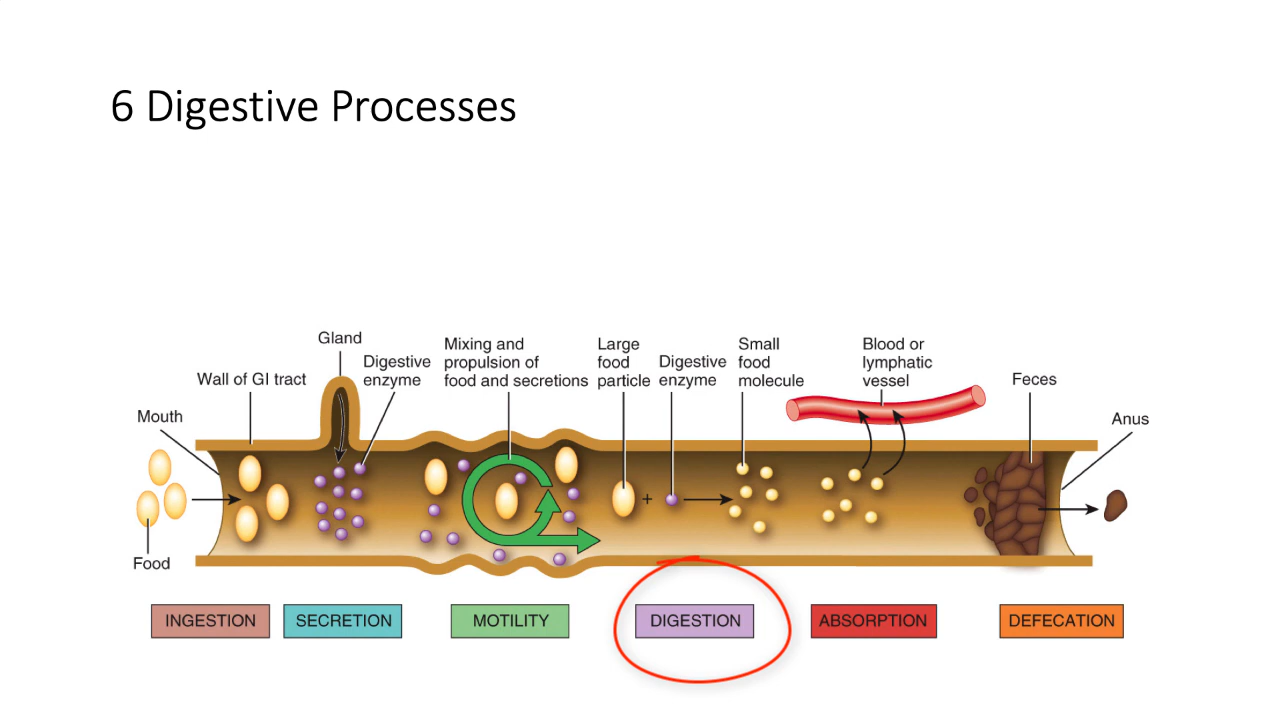 6 Digestive Processes
Gland
Digestive
enzyme
Wall of GI tract
Mouth
Food
Mixing and
propulsion of
food and secretions
Large
food
particle
+
Digestive
enzyme
Small
food
molecule
Blood or
lymphatic
vessel
Feces
Anus
INGESTION
SECRETION
MOTILITY
DIGESTION
ABSORPTION
DEFECATION